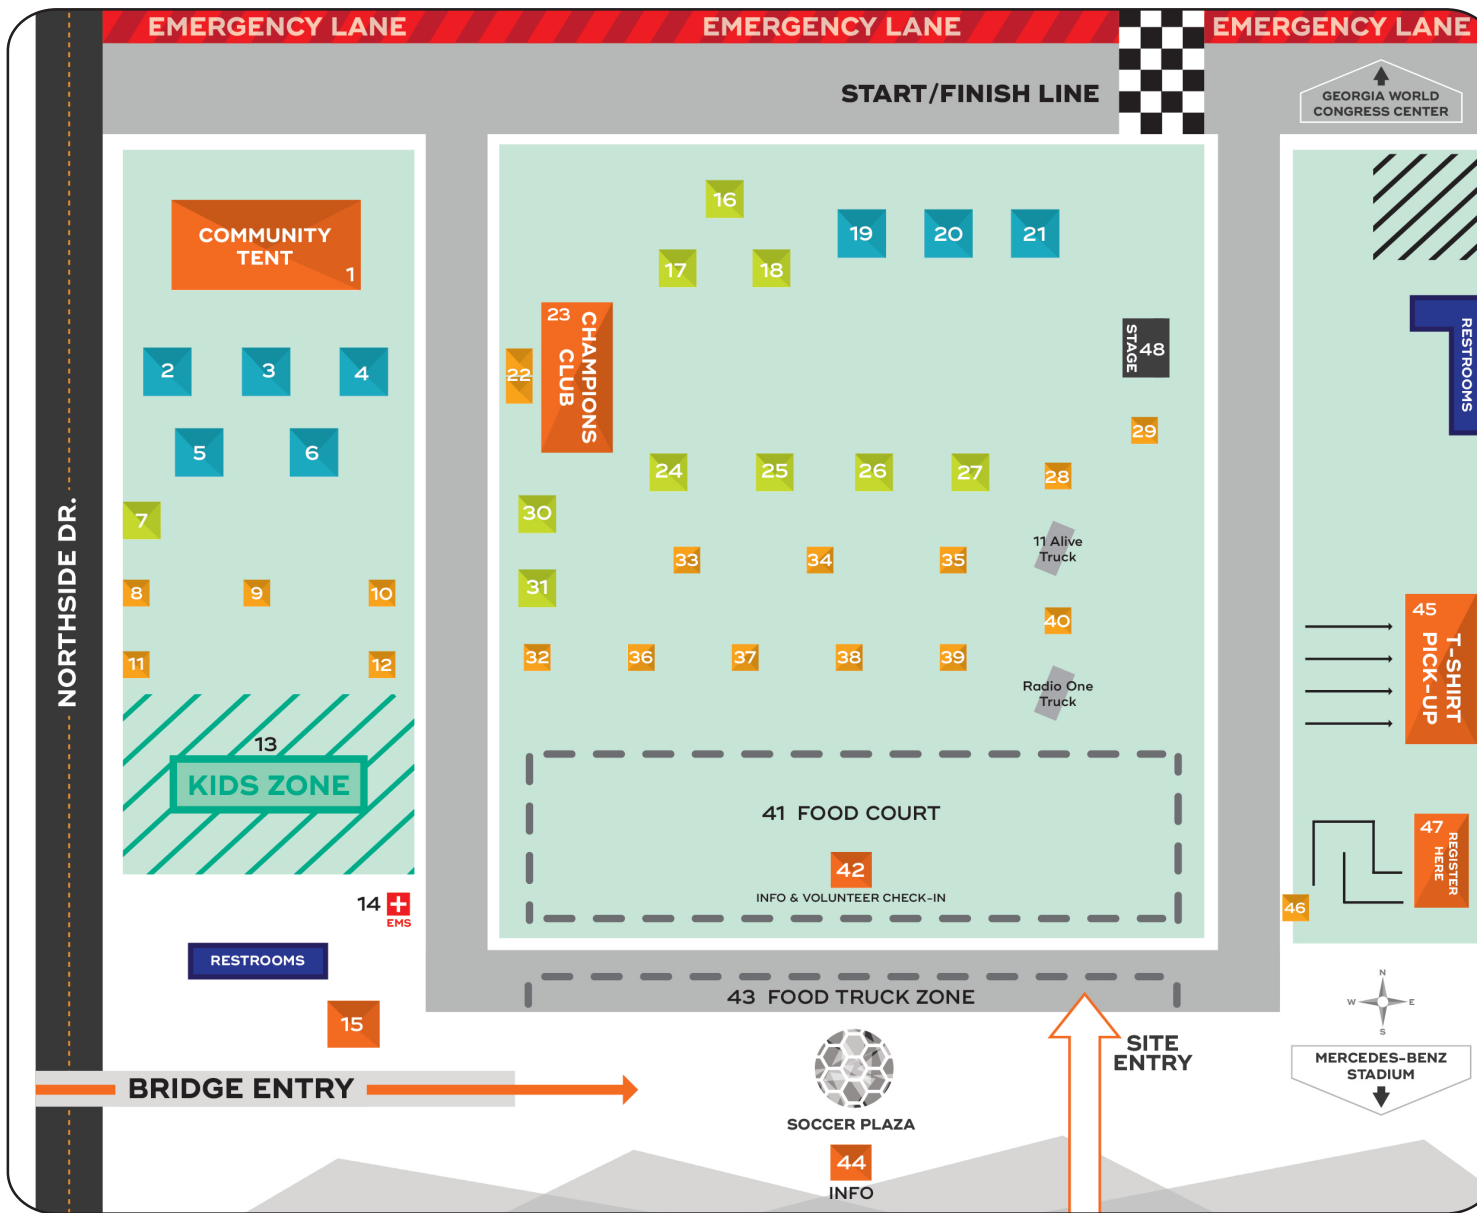 EMERGENCY LANE
EMERGENCY LANE
EMERGENCY LANE
START/FINISH LINE
GEORGIA WORLD
CONGRESS CENTER
NORTHSIDE DR.
COMMUNITY
TENT
1
2
3
4
5
6
7
8
9
10
11
12
13
KIDS ZONE
14
EMS
RESTROOMS
15
BRIDGE ENTRY
16
17
18
19
20
21
22
23
CHAMPIONS
CLUB
STAGE
48
29
24
25
26
27
28
30
31
33
34
35
11 Alive
Truck
40
32
36
37
38
39
Radio One
Truck
41 FOOD COURT
42
INFO & VOLUNTEER CHECK-IN
43 FOOD TRUCK ZONE
SITE
ENTRY
SOCCER PLAZA
44
INFO
RESTROOMS
45
T-SHIRT
PICK-UP
47
REGISTER
HERE
46
N
W
E
S
MERCEDES-BENZ
STADIUM